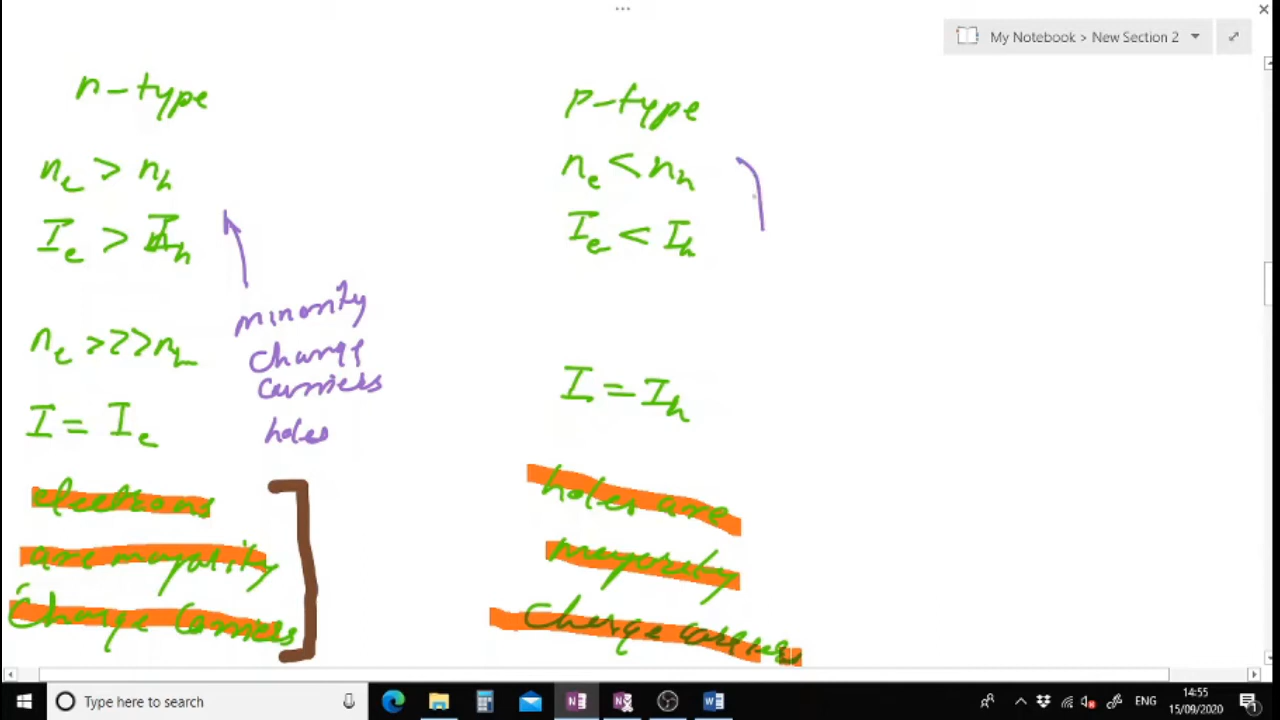 My Notebook > New Section 2
n-type
nₑ > nₕ
Iₑ > Iₕ
minority
charge
carriers
holes
nₑ >>>> nₕ
I = Iₑ
electrons
are majority
Charge Carriers
p-type
nₑ < nₕ
Iₑ < Iₕ
I = Iₕ
holes are
majority
Charge carrier
Type here to search
ENG
14:55
15/09/2020
1